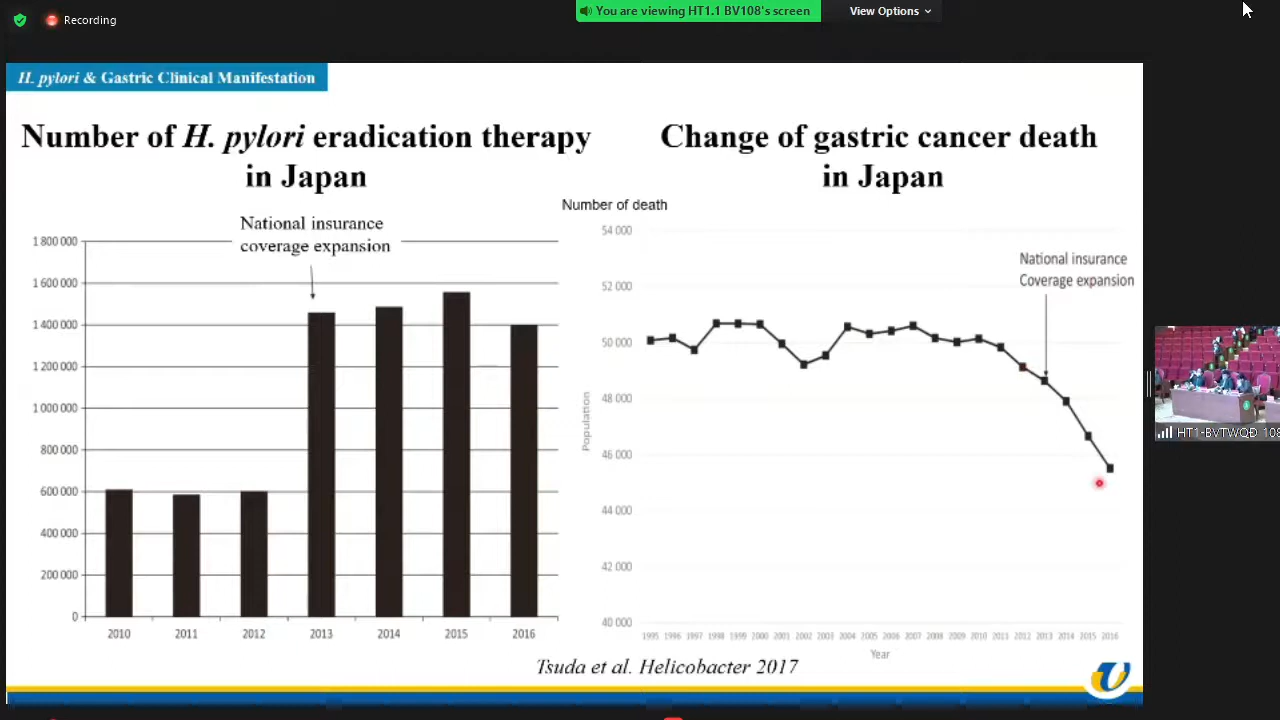 Recording
You are viewing HT1.1 BV108's screen
View Options
H. pylori & Gastric Clinical Manifestation
Number of H. pylori eradication therapy
in Japan
National insurance
coverage expansion
1 800 000
1 600 000
1 400 000
1 200 000
1 000 000
800 000
600 000
400 000
200 000
0
2010 2011 2012 2013 2014 2015 2016
Change of gastric cancer death
in Japan
Number of death
National insurance
Coverage expansion
54 000
52 000
50 000
48 000
46 000
44 000
42 000
40 000
Population
1995 1996 1997 1998 1999 2000 2001 2002 2003 2004 2005 2006 2007 2008 2009 2010 2011 2012 2013 2014 2015 2016
Year
Tsuda et al. Helicobacter 2017
HT1-BVTWQĐ 108